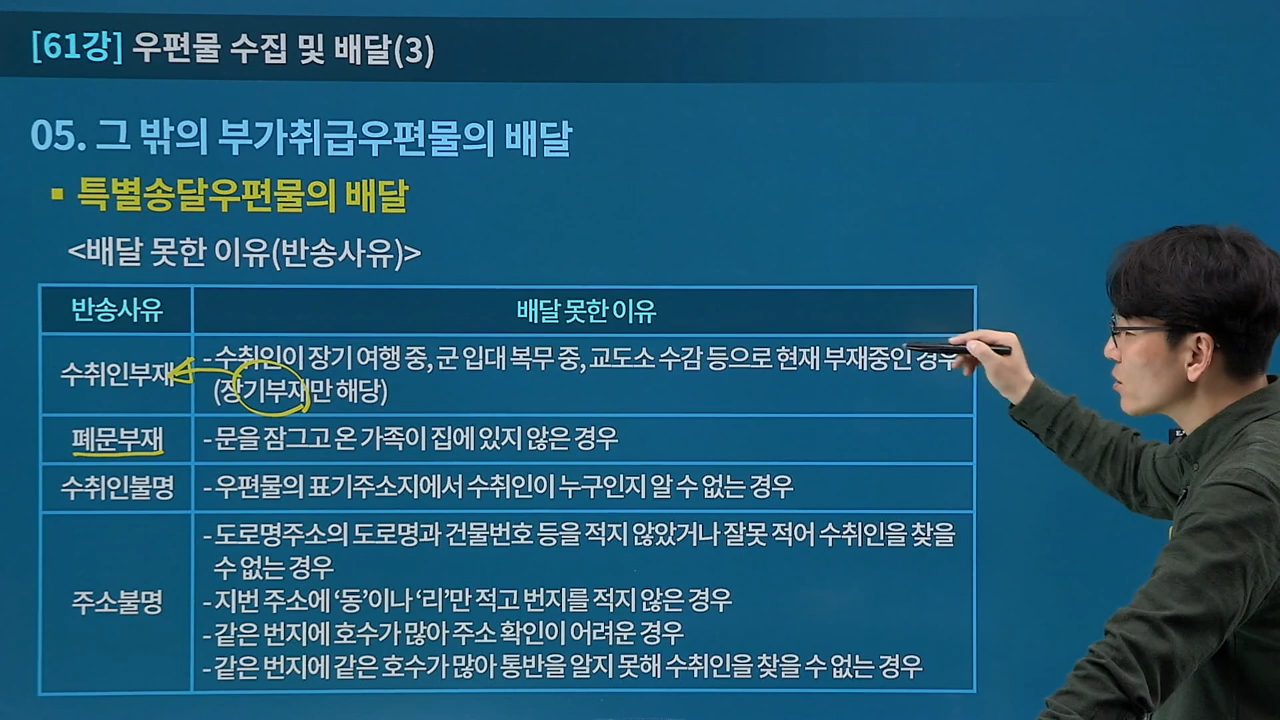 [61강] 우편물 수집 및 배달(3)
05. 그 밖의 부가취급우편물의 배달
▪ 특별송달우편물의 배달
<배달 못한 이유(반송사유)>
반송사유 배달 못한 이유
수취인부재
- 수취인이 장기 여행 중, 군 입대 복무 중, 교도소 수감 등으로 현재 부재중인 경우
(장기부재만 해당)
폐문부재 - 문을 잠그고 온 가족이 집에 있지 않은 경우
수취인불명 - 우편물의 표기주소지에서 수취인이 누구인지 알 수 없는 경우
주소불명
- 도로명주소의 도로명과 건물번호 등을 적지 않았거나 잘못 적어 수취인을 찾을
수 없는 경우
- 지번 주소에 ‘동’이나 ‘리’만 적고 번지를 적지 않은 경우
- 같은 번지에 호수가 많아 주소 확인이 어려운 경우
- 같은 번지에 같은 호수가 많아 통반을 알지 못해 수취인을 찾을 수 없는 경우